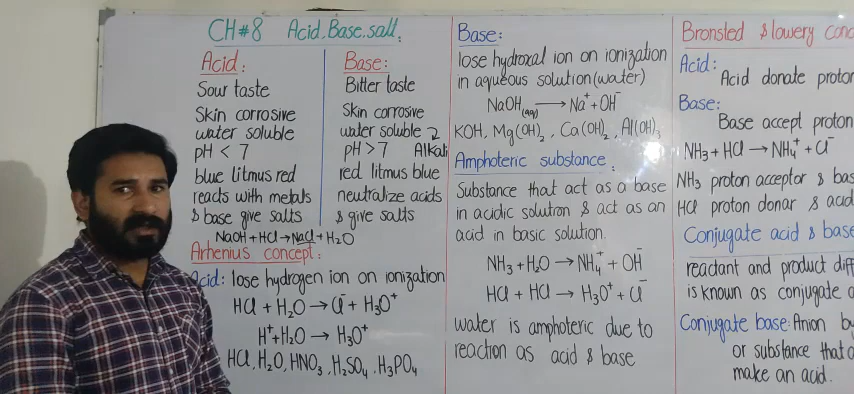 CH#8 Acid.Base.salt.
Acid:
Sour taste
Skin corrosive
water soluble
pH < 7
blue litmus red
reacts with metals
& base give salts
Base:
Bitter taste
Skin corrosive
water soluble
pH > 7 Alkali
red litmus blue
neutralize acids
& give salts
NaOH + HCl → NaCl + H₂O
Arhenius concept:
Acid: lose hydrogen ion on ionization
HCl + H₂O → Cl⁻ + H₃O⁺
H⁺ + H₂O → H₃O⁺
HCl, H₂O, HNO₃, H₂SO₄, H₃PO₄
Base:
lose hydroxal ion on ionization
in aqueous solution (water)
NaOH(aq) → Na⁺ + OH⁻
KOH, Mg(OH)₂, Ca(OH)₂, Al(OH)₃
Amphoteric substance:
Substance that act as a base
in acidic solution & act as an
acid in basic solution.
NH₃ + H₂O → NH₄⁺ + OH⁻
HCl + HCl → H₃O⁺ + Cl⁻
water is amphoteric due to
reaction as acid & base
Bronsted & lowery conc
Acid:
Acid donate proton
Base:
Base accept proton
NH₃ + HCl → NH₄⁺ + Cl⁻
NH₃ proton acceptor & bas
HCl proton donar & acid
Conjugate acid & base
reactant and product diff
is known as conjugate a
Conjugate base: Anion by
or substance that a
make an acid.